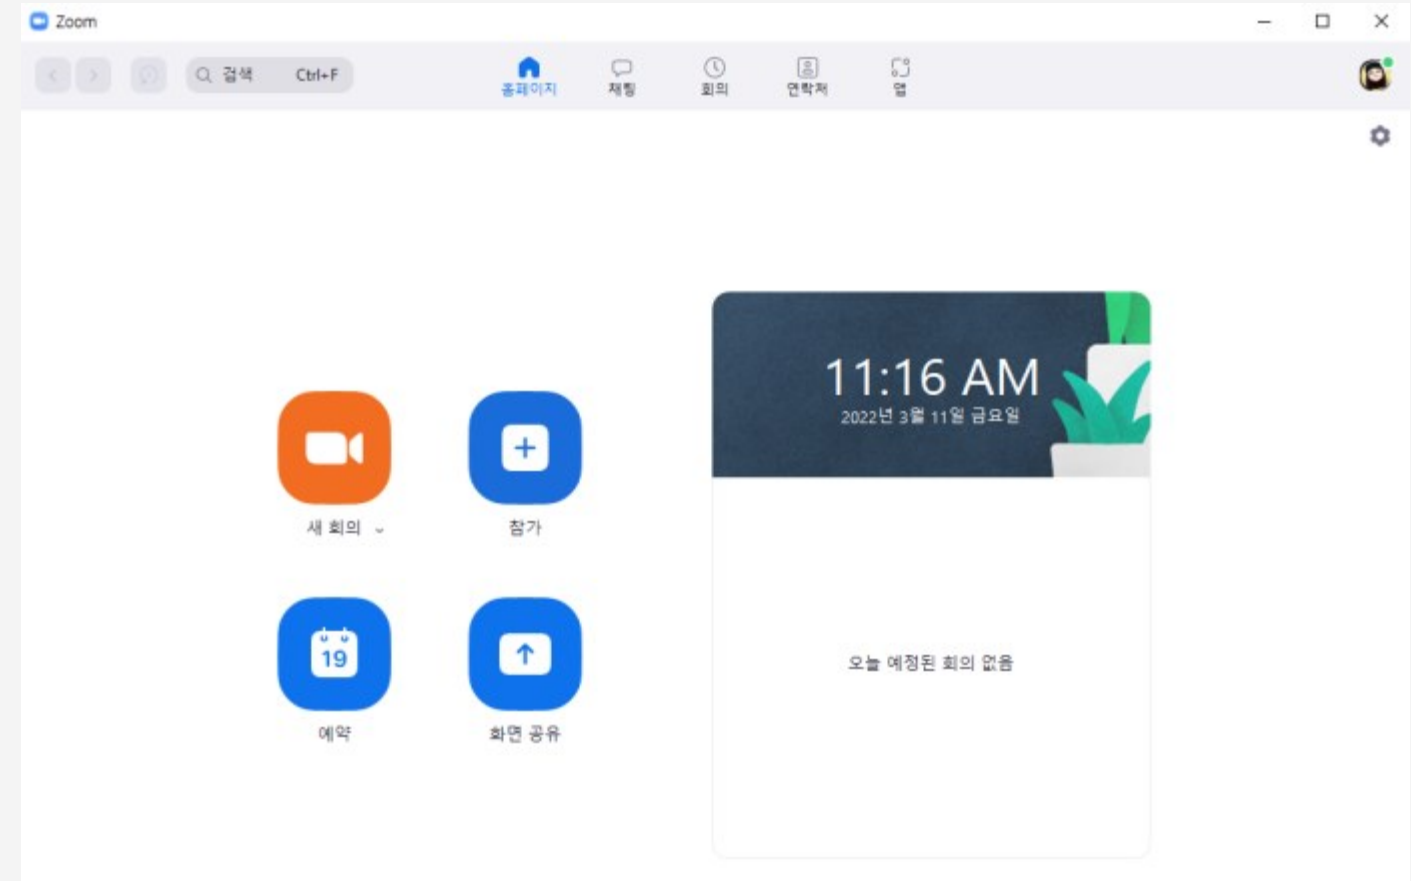 Zoom
검색 Ctrl+F
홈페이지 채팅 회의 연락처 앱
11:16 AM
2022년 3월 11일 금요일
새 회의 참가
19
예약 화면 공유
오늘 예정된 회의 없음